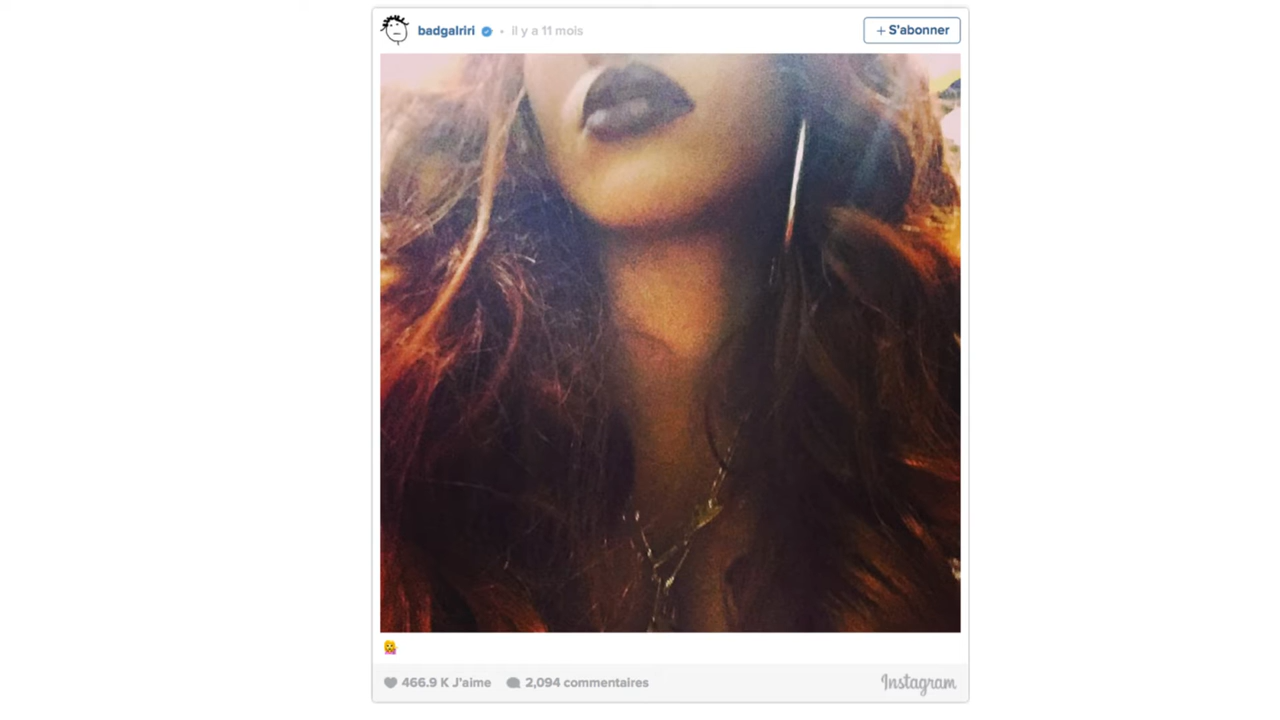 badgalriri • il y a 11 mois
+ S'abonner
466.9 K J'aime 2,094 commentaires
Instagram